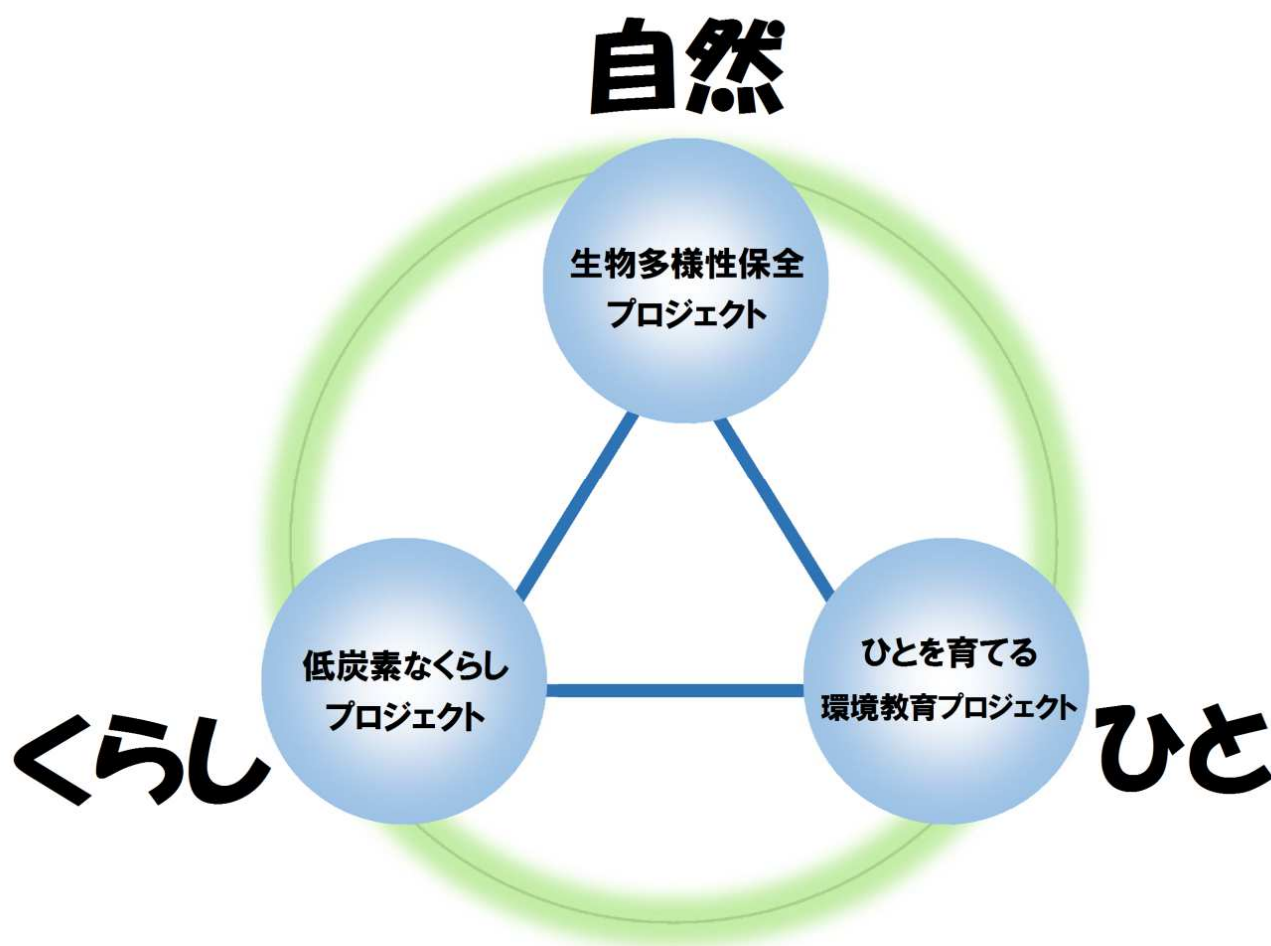 自然
生物多様性保全
プロジェクト
低炭素なくらし
プロジェクト
くらし
ひとを育てる
環境教育プロジェクト
ひと